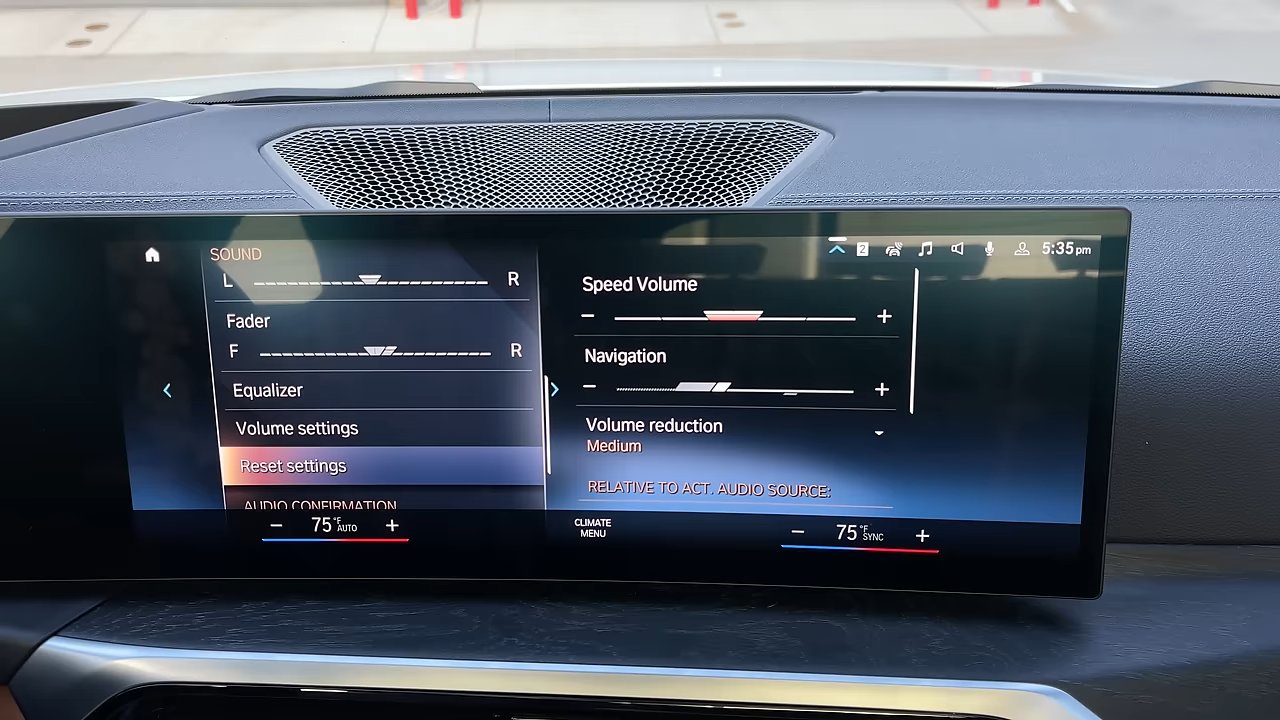 SOUND
2
5:35 pm
L R
Fader
F R
Equalizer
Volume settings
Reset settings
AUDIO CONFIRMATION
Speed Volume
− +
Navigation
− +
Volume reduction
Medium
RELATIVE TO ACT. AUDIO SOURCE:
− 75 °F AUTO +
CLIMATE
MENU
− 75 °F SYNC +